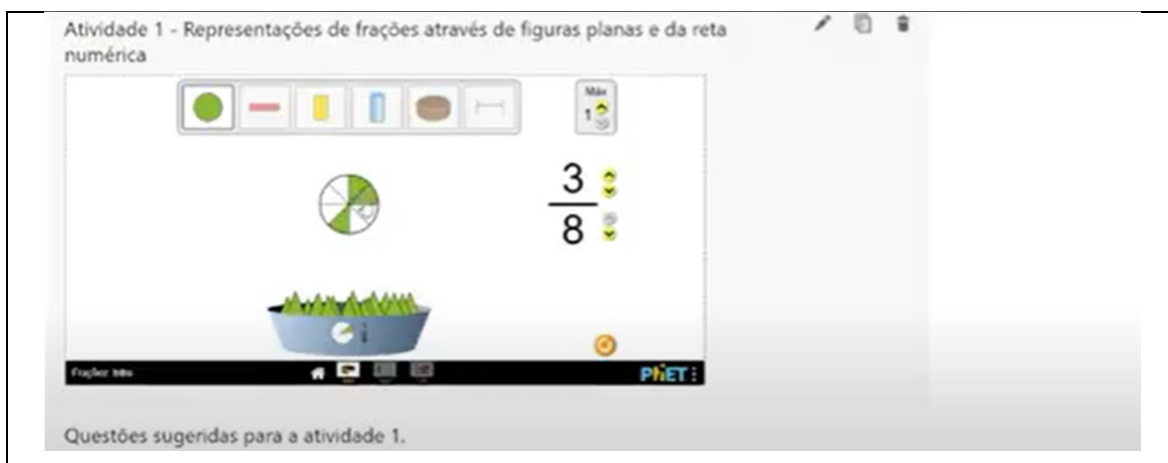 Atividade 1 - Representações de frações através de figuras planas e da reta
numérica
Máx
1
3
8
Frações: Intro
PhET
Questões sugeridas para a atividade 1.